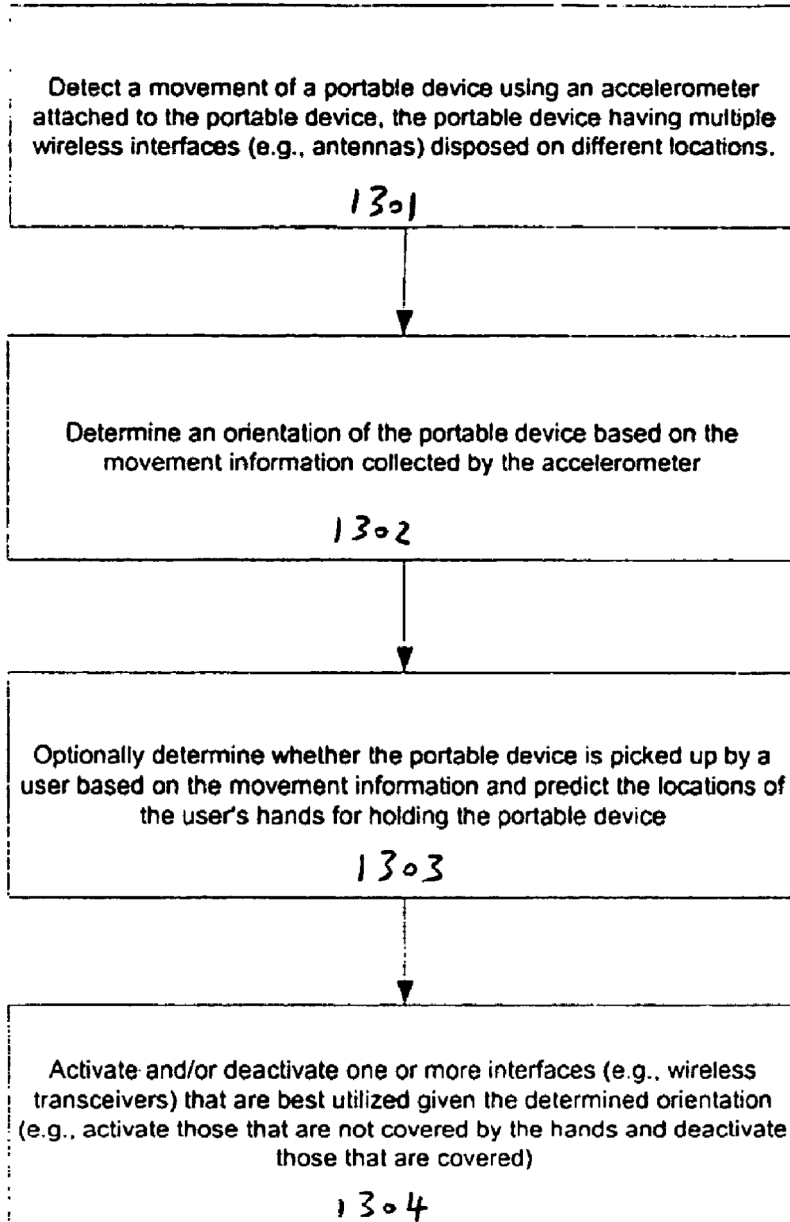 Detect a movement of a portable device using an accelerometer
attached to the portable device, the portable device having multiple
wireless interfaces (e.g., antennas) disposed on different locations.
1301
Determine an orientation of the portable device based on the
movement information collected by the accelerometer
1302
Optionally determine whether the portable device is picked up by a
user based on the movement information and predict the locations of
the user's hands for holding the portable device
1303
Activate and/or deactivate one or more interfaces (e.g., wireless
transceivers) that are best utilized given the determined orientation
(e.g., activate those that are not covered by the hands and deactivate
those that are covered)
1304